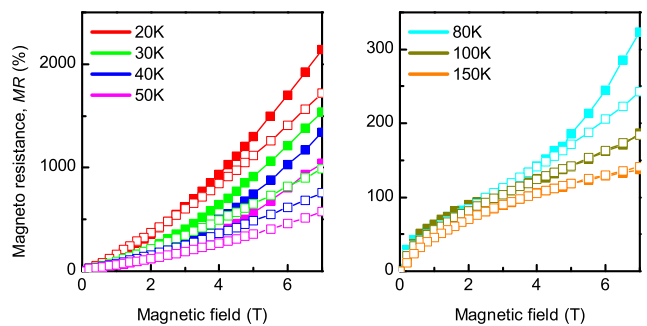 Magneto resistance, MR (%)
2000
1000
0
20K
30K
40K
50K
0
2
4
6
Magnetic field (T)
300
200
100
0
80K
100K
150K
0
2
4
6
Magnetic field (T)